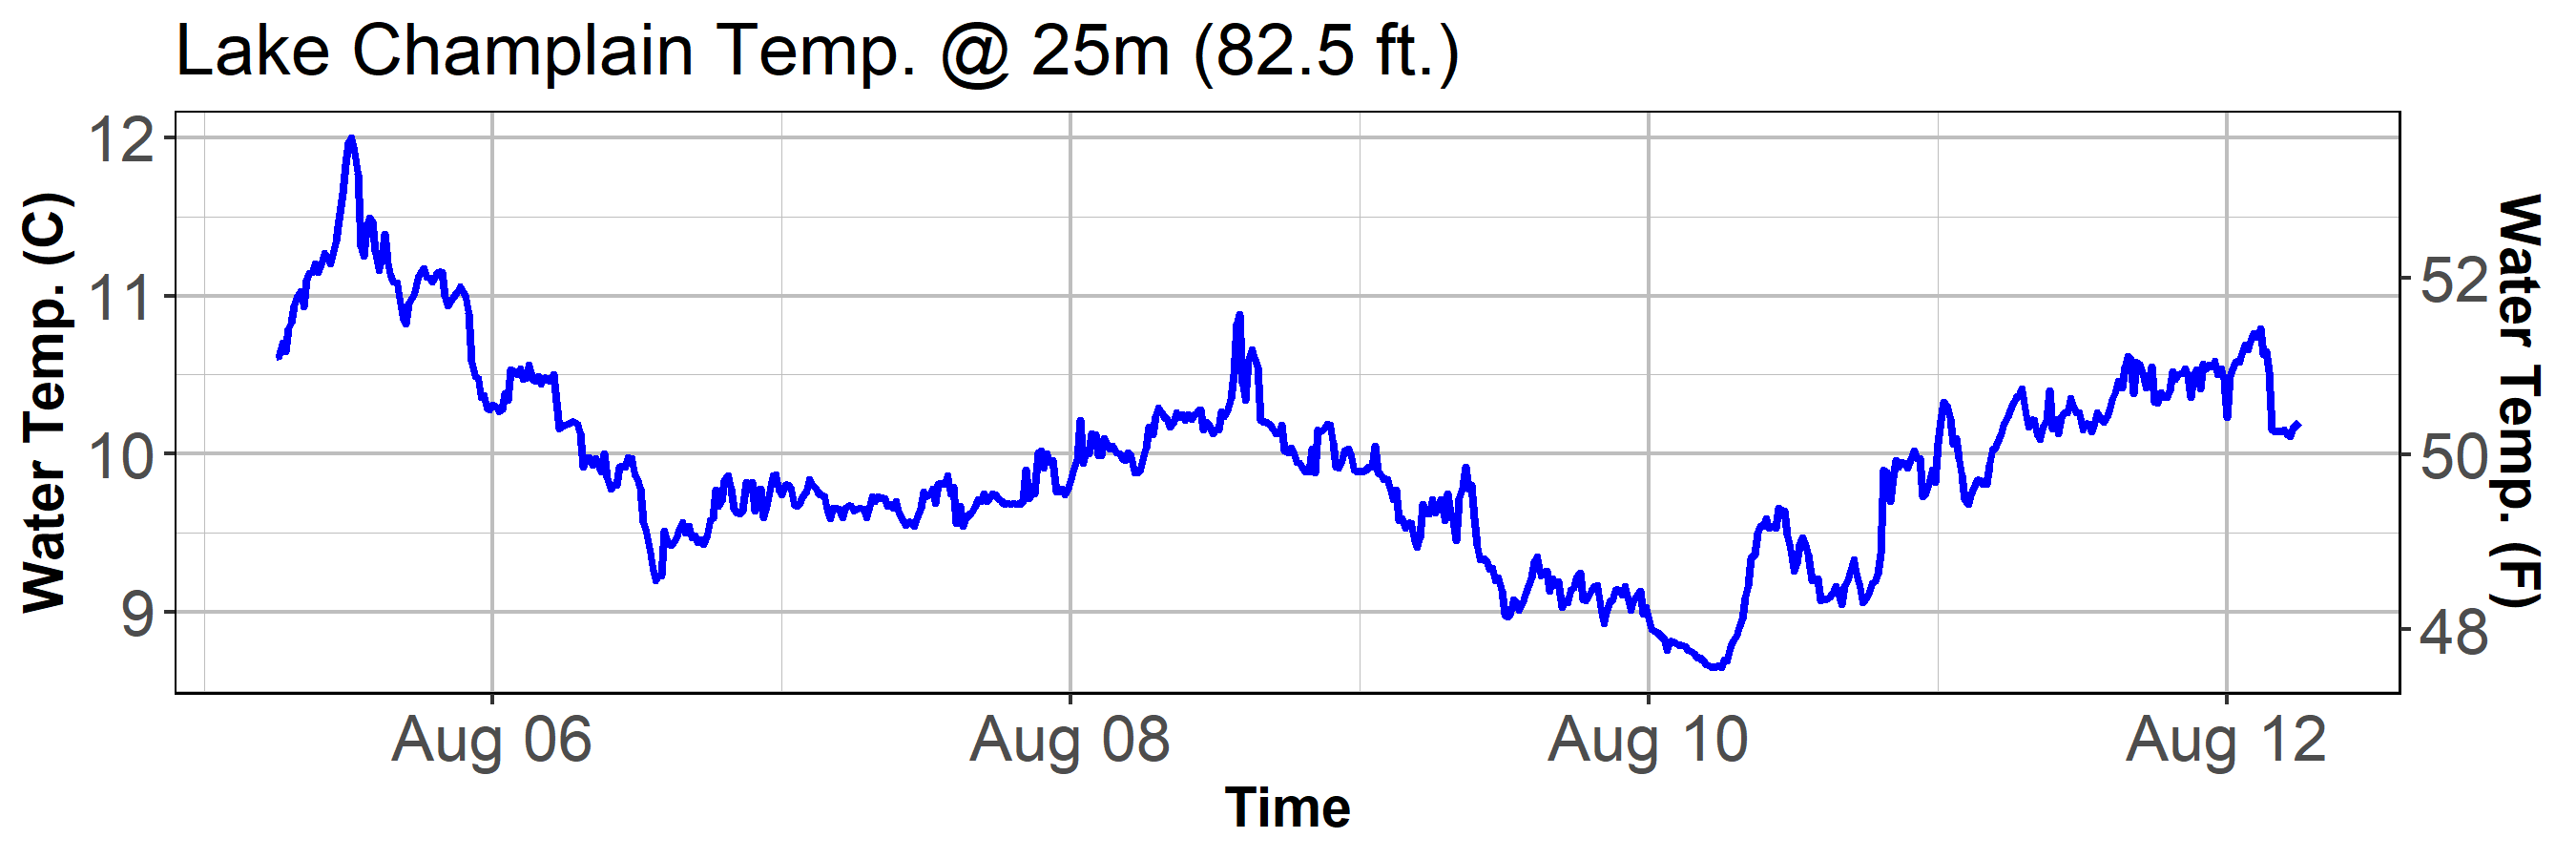 Lake Champlain Temp. @ 25m (82.5 ft.)
Water Temp. (C)
12
11
10
9
52
50
48
Water Temp. (F)
Aug 06
Aug 08
Aug 10
Aug 12
Time